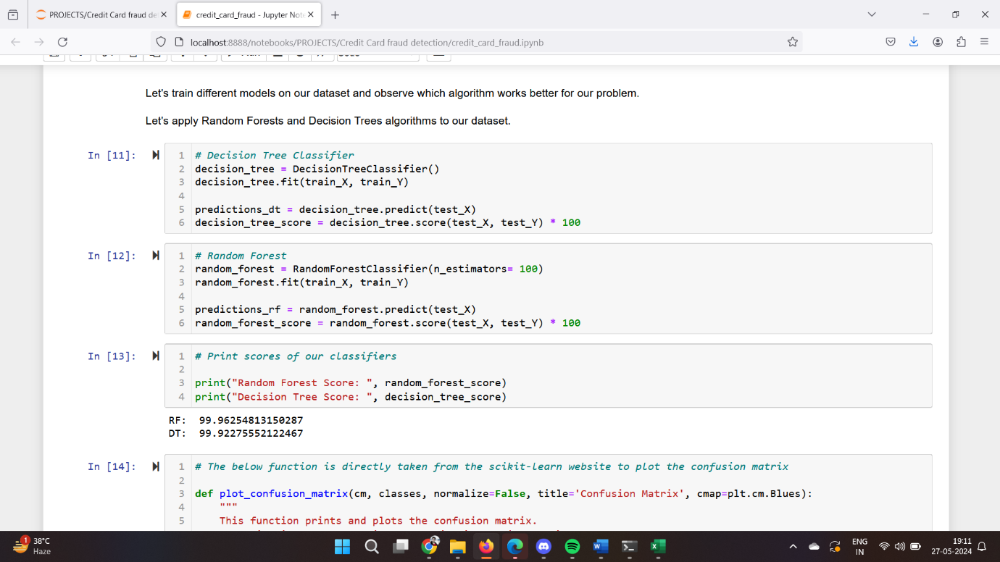 PROJECTS/Credit Card fraud de
credit_card_fraud - Jupyter Not
localhost:8888/notebooks/PROJECTS/Credit Card fraud detection/credit_card_fraud.ipynb
Let's train different models on our dataset and observe which algorithm works better for our problem.
Let's apply Random Forests and Decision Trees algorithms to our dataset.
In [11]:
1 # Decision Tree Classifier
2 decision_tree = DecisionTreeClassifier()
3 decision_tree.fit(train_X, train_Y)
4
5 predictions_dt = decision_tree.predict(test_X)
6 decision_tree_score = decision_tree.score(test_X, test_Y) * 100
In [12]:
1 # Random Forest
2 random_forest = RandomForestClassifier(n_estimators= 100)
3 random_forest.fit(train_X, train_Y)
4
5 predictions_rf = random_forest.predict(test_X)
6 random_forest_score = random_forest.score(test_X, test_Y) * 100
In [13]:
1 # Print scores of our classifiers
2
3 print("Random Forest Score: ", random_forest_score)
4 print("Decision Tree Score: ", decision_tree_score)
RF: 99.96254813150287
DT: 99.92275552122467
In [14]:
1 # The below function is directly taken from the scikit-learn website to plot the confusion matrix
2
3 def plot_confusion_matrix(cm, classes, normalize=False, title='Confusion Matrix', cmap=plt.cm.Blues):
4 """
5 This function prints and plots the confusion matrix.
1
38°C
Haze
ENG
IN
19:11
27-05-2024